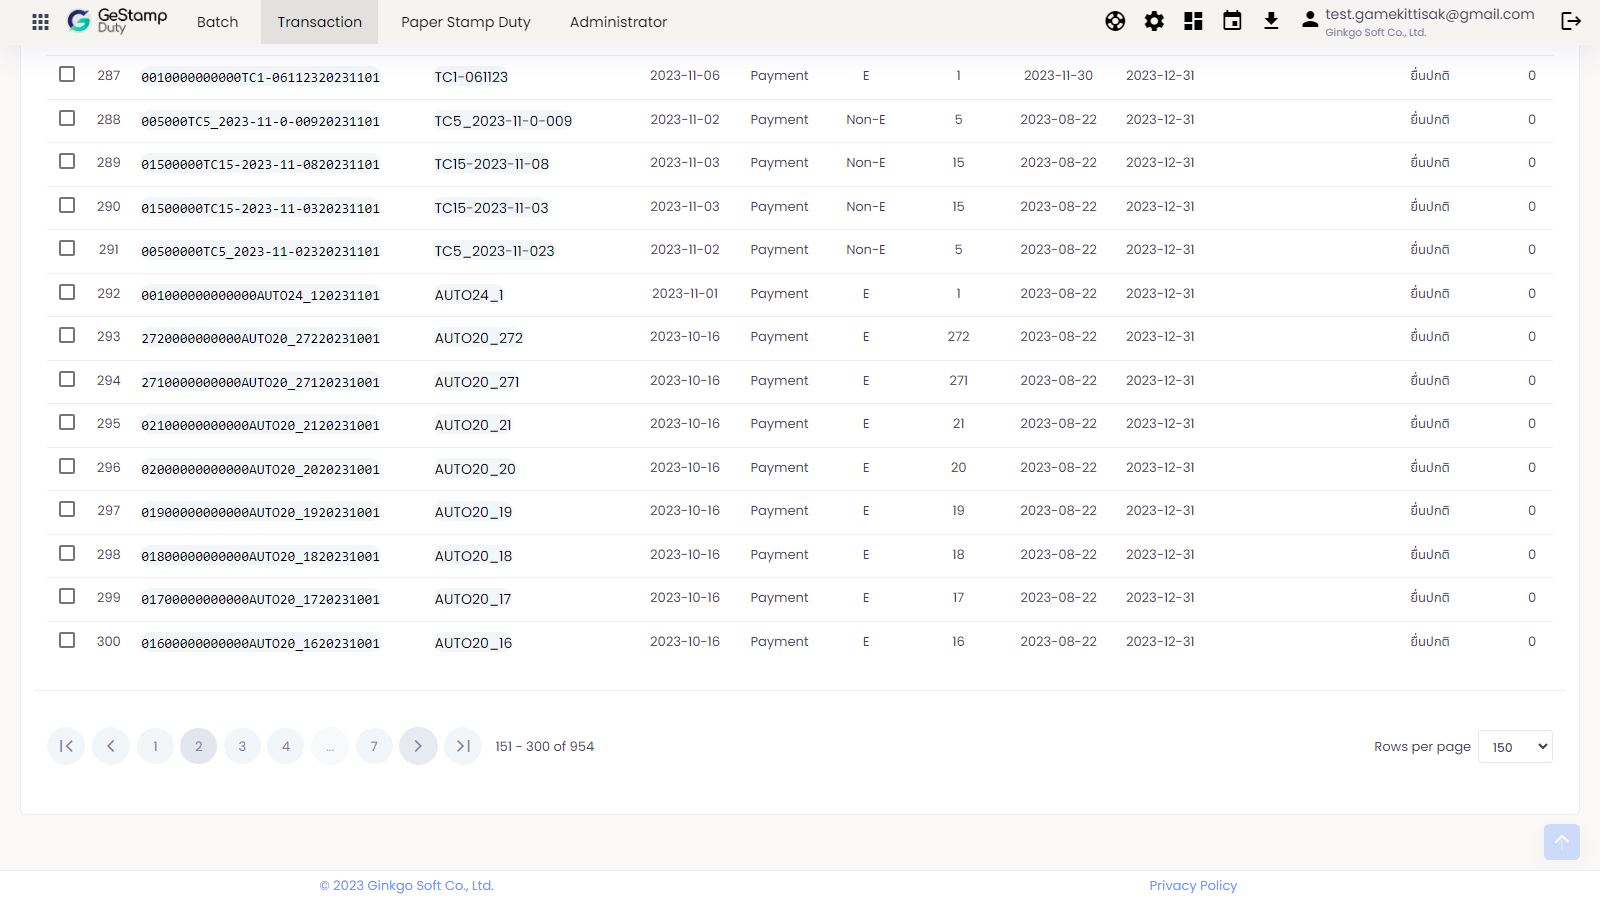 GeStamp Duty
Batch
Transaction
Paper Stamp Duty
Administrator
test.gamekittisak@gmail.com
Ginkgo Soft Co., Ltd.
287 0010000000000TC1-06112320231101 TC1-061123 2023-11-06 Payment E 1 2023-11-30 2023-12-31 ยื่นปกติ 0
288 005000TC5_2023-11-0-00920231101 TC5_2023-11-0-009 2023-11-02 Payment Non-E 5 2023-08-22 2023-12-31 ยื่นปกติ 0
289 01500000TC15-2023-11-0820231101 TC15-2023-11-08 2023-11-03 Payment Non-E 15 2023-08-22 2023-12-31 ยื่นปกติ 0
290 01500000TC15-2023-11-0320231101 TC15-2023-11-03 2023-11-03 Payment Non-E 15 2023-08-22 2023-12-31 ยื่นปกติ 0
291 00500000TC5_2023-11-02320231101 TC5_2023-11-023 2023-11-02 Payment Non-E 5 2023-08-22 2023-12-31 ยื่นปกติ 0
292 001000000000000AUTO24_120231101 AUTO24_1 2023-11-01 Payment E 1 2023-08-22 2023-12-31 ยื่นปกติ 0
293 2720000000000AUTO20_27220231001 AUTO20_272 2023-10-16 Payment E 272 2023-08-22 2023-12-31 ยื่นปกติ 0
294 2710000000000AUTO20_27120231001 AUTO20_271 2023-10-16 Payment E 271 2023-08-22 2023-12-31 ยื่นปกติ 0
295 02100000000000AUTO20_2120231001 AUTO20_21 2023-10-16 Payment E 21 2023-08-22 2023-12-31 ยื่นปกติ 0
296 02000000000000AUTO20_2020231001 AUTO20_20 2023-10-16 Payment E 20 2023-08-22 2023-12-31 ยื่นปกติ 0
297 01900000000000AUTO20_1920231001 AUTO20_19 2023-10-16 Payment E 19 2023-08-22 2023-12-31 ยื่นปกติ 0
298 01800000000000AUTO20_1820231001 AUTO20_18 2023-10-16 Payment E 18 2023-08-22 2023-12-31 ยื่นปกติ 0
299 01700000000000AUTO20_1720231001 AUTO20_17 2023-10-16 Payment E 17 2023-08-22 2023-12-31 ยื่นปกติ 0
300 01600000000000AUTO20_1620231001 AUTO20_16 2023-10-16 Payment E 16 2023-08-22 2023-12-31 ยื่นปกติ 0
1 2 3 4 ... 7 151 - 300 of 954 Rows per page 150
© 2023 Ginkgo Soft Co., Ltd. Privacy Policy